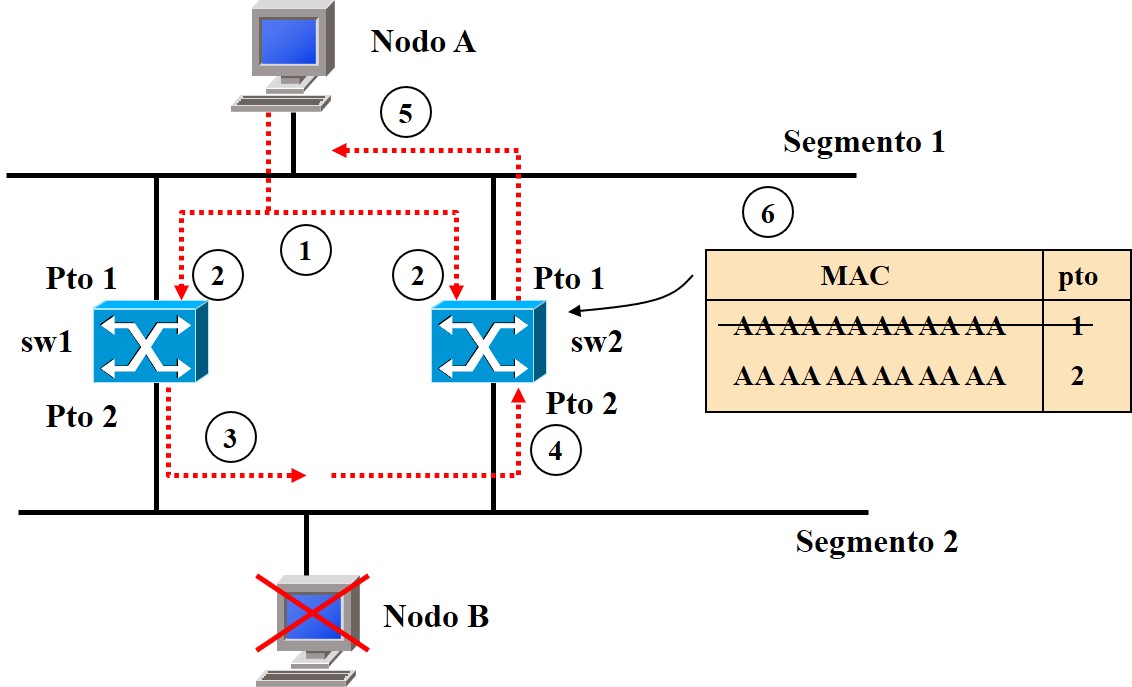 Nodo A
5
Segmento 1
6
1
2
2
Pto 1
Pto 1
MAC
pto
sw1
sw2
AA AA AA AA AA AA
1
AA AA AA AA AA AA
2
Pto 2
Pto 2
3
4
Segmento 2
Nodo B